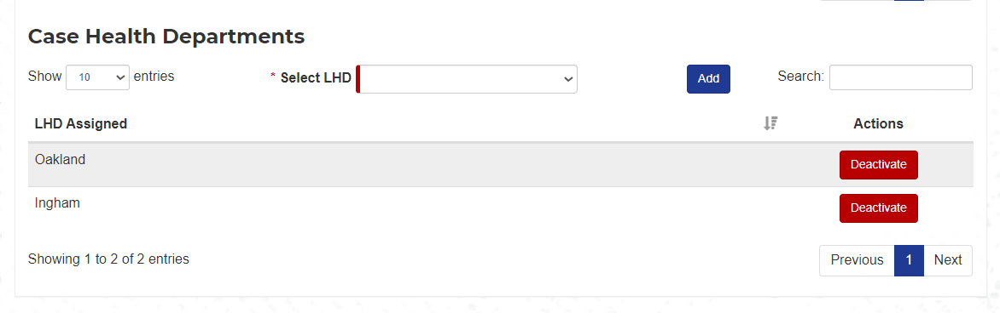 Case Health Departments
Show 10 entries * Select LHD Add Search:
LHD Assigned Actions
Oakland Deactivate
Ingham Deactivate
Showing 1 to 2 of 2 entries Previous 1 Next